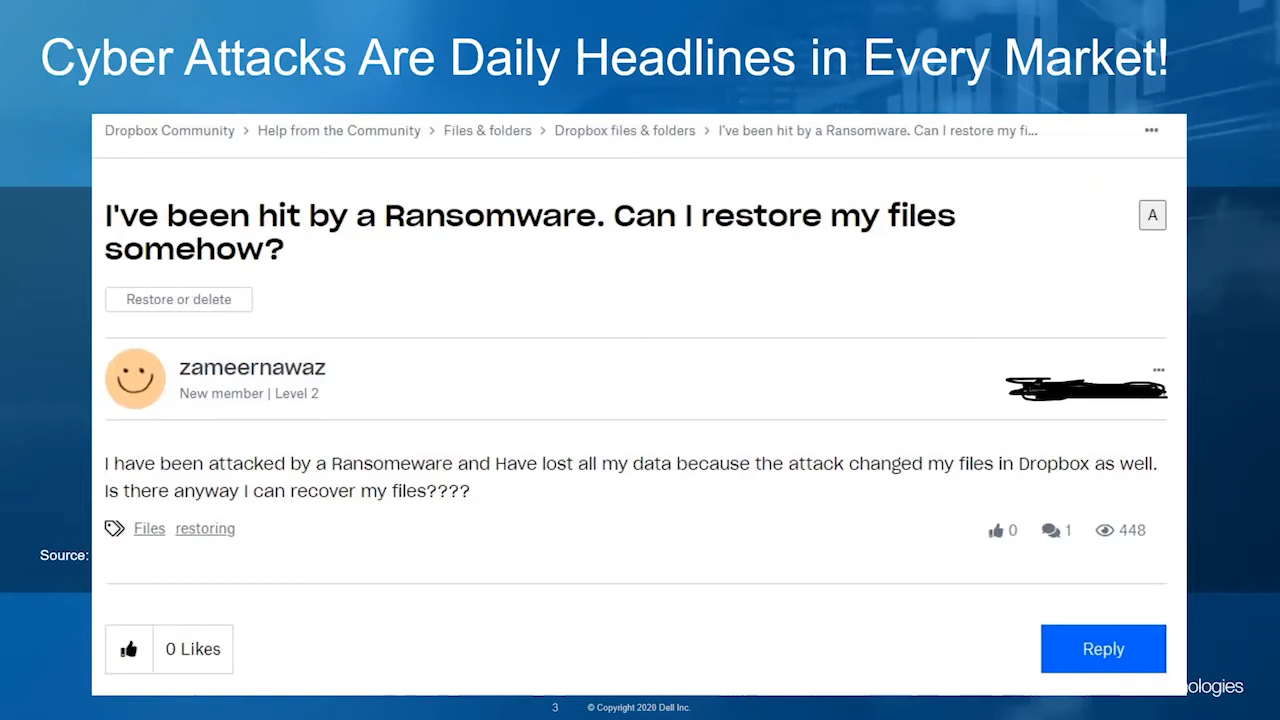 Cyber Attacks Are Daily Headlines in Every Market!
Dropbox Community > Help from the Community > Files & folders > Dropbox files & folders > I've been hit by a Ransomware. Can I restore my fi... •••
I've been hit by a Ransomware. Can I restore my files
somehow?
A
Restore or delete
zameernawaz
New member | Level 2
I have been attacked by a Ransomeware and Have lost all my data because the attack changed my files in Dropbox as well.
Is there anyway I can recover my files????
Files restoring
0 1 448
Source:
0 Likes
Reply
nologies
3 © Copyright 2020 Dell Inc.